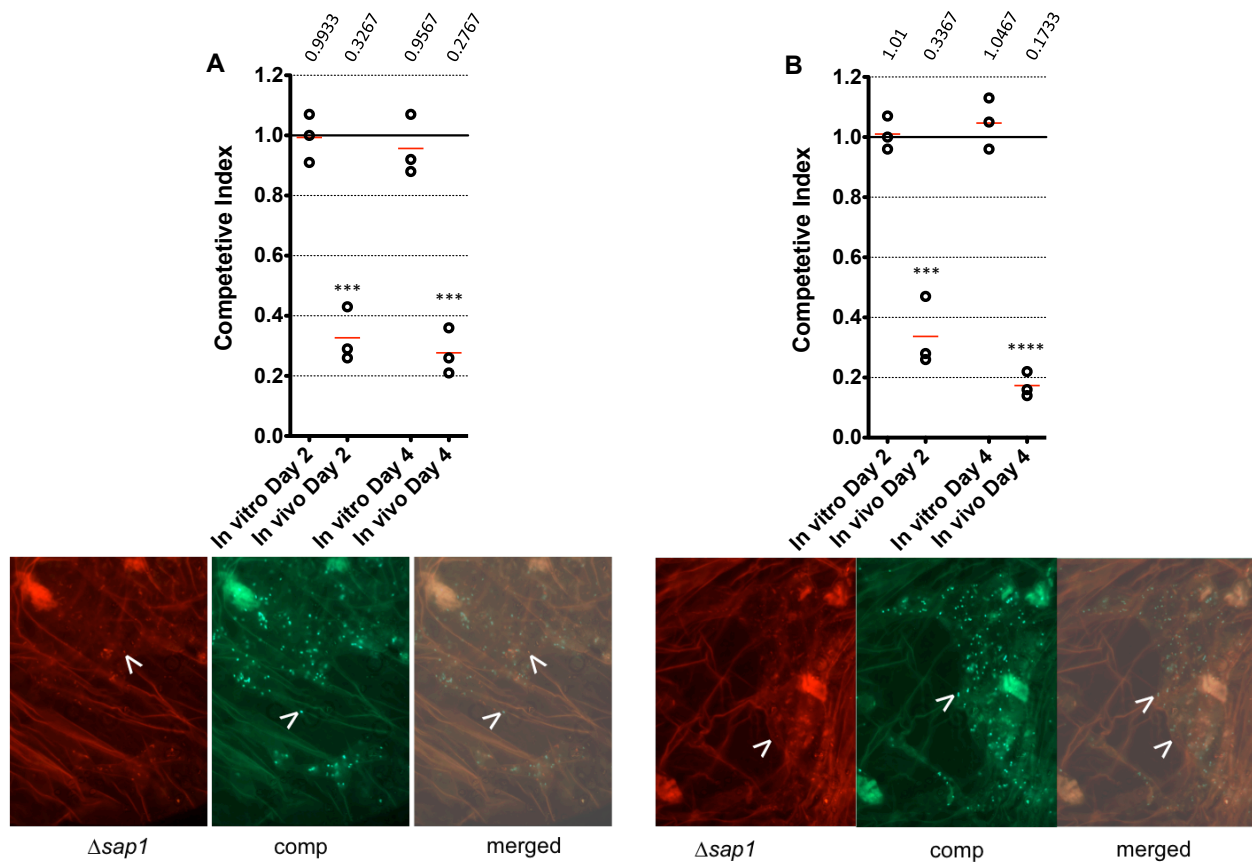 0.9933 0.3267 0.9567 0.2767
A
1.2
1.0
0.8
0.6
0.4
0.2
0.0
Competetive Index
***
***
In vitro Day 2
In vivo Day 2
In vitro Day 4
In vivo Day 4
Δsap1 comp merged
1.01 0.3367 1.0467 0.1733
B
1.2
1.0
0.8
0.6
0.4
0.2
0.0
Competetive Index
***
****
In vitro Day 2
In vivo Day 2
In vitro Day 4
In vivo Day 4
Δsap1 comp merged